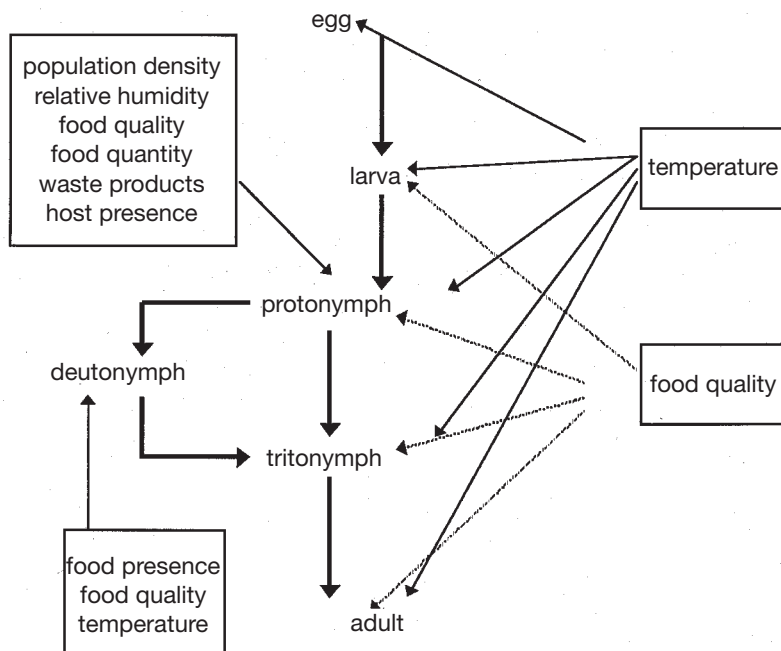 egg
population density
relative humidity
food quality
food quantity
waste products
host presence
temperature
larva
protonymph
deutonymph
food quality
tritonymph
food presence
food quality
temperature
adult